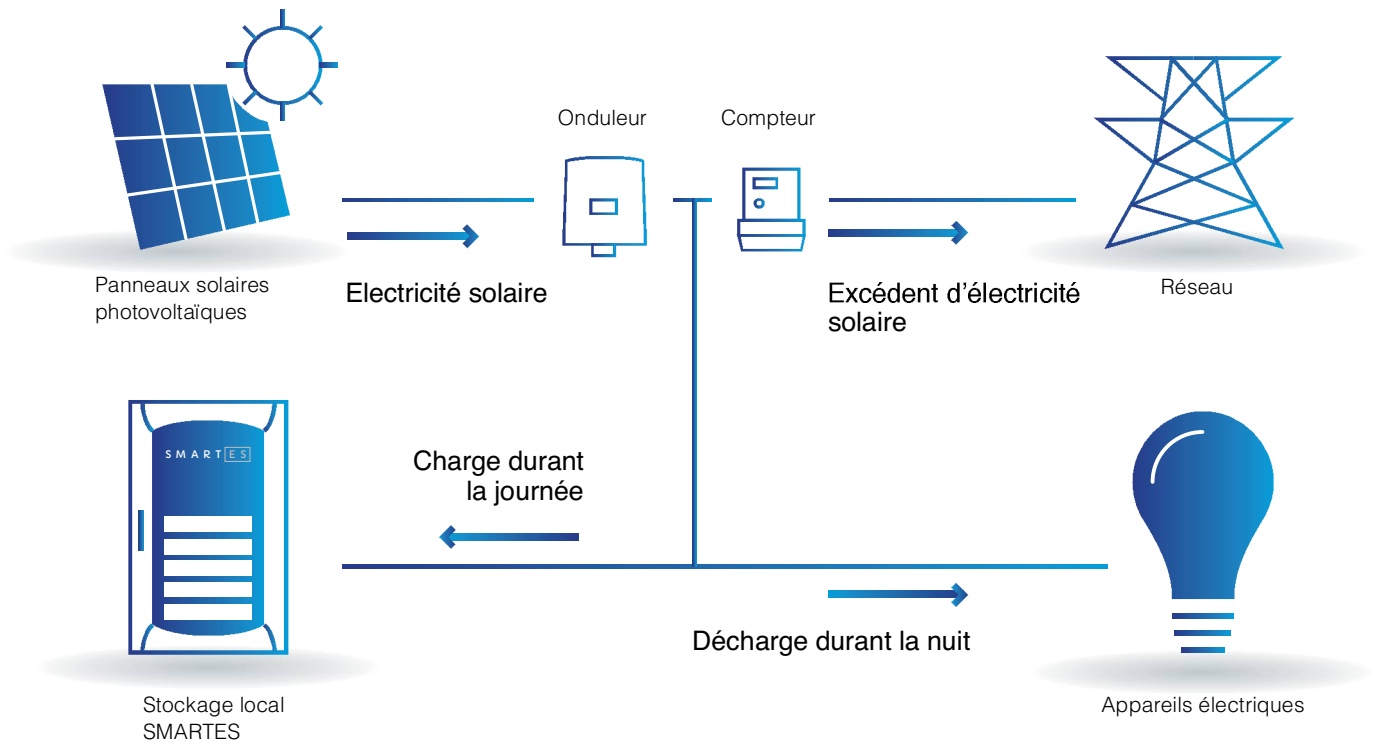 Onduleur
Compteur
Panneaux solaires
photovoltaïques
Electricité solaire
Excédent d'électricité
solaire
Réseau
SMARTES
Charge durant
la journée
Décharge durant la nuit
Stockage local
SMARTES
Appareils électriques